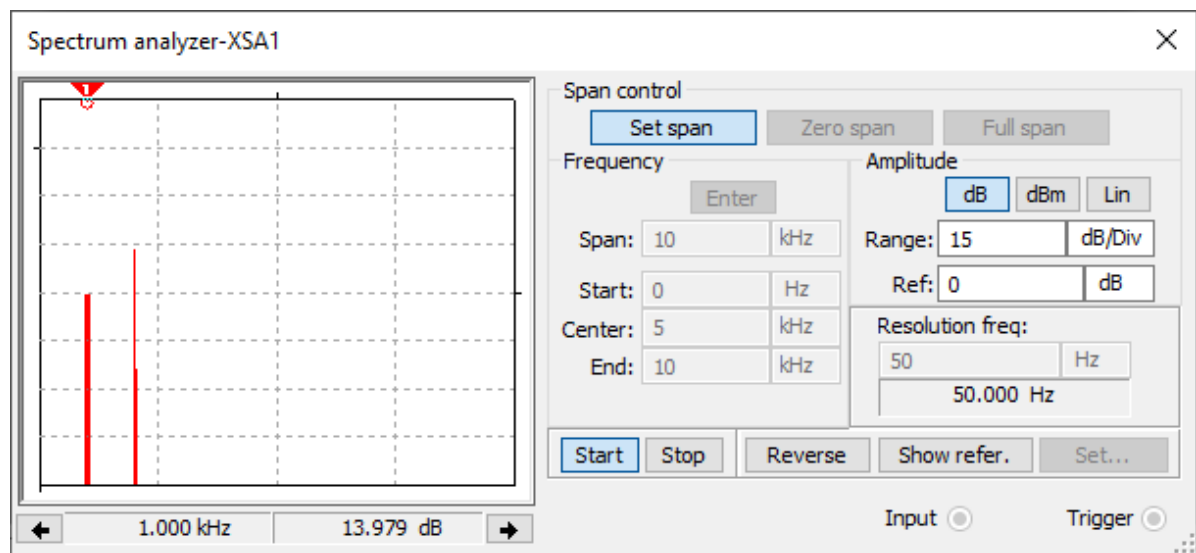 Spectrum analyzer-XSA1
1
1.000 kHz 13.979 dB
Span control
Set span Zero span Full span
Frequency
Enter
Span: 10 kHz
Start: 0 Hz
Center: 5 kHz
End: 10 kHz
Amplitude
dB dBm Lin
Range: 15 dB/Div
Ref: 0 dB
Resolution freq:
50 Hz
50.000 Hz
Start Stop Reverse Show refer. Set...
Input Trigger